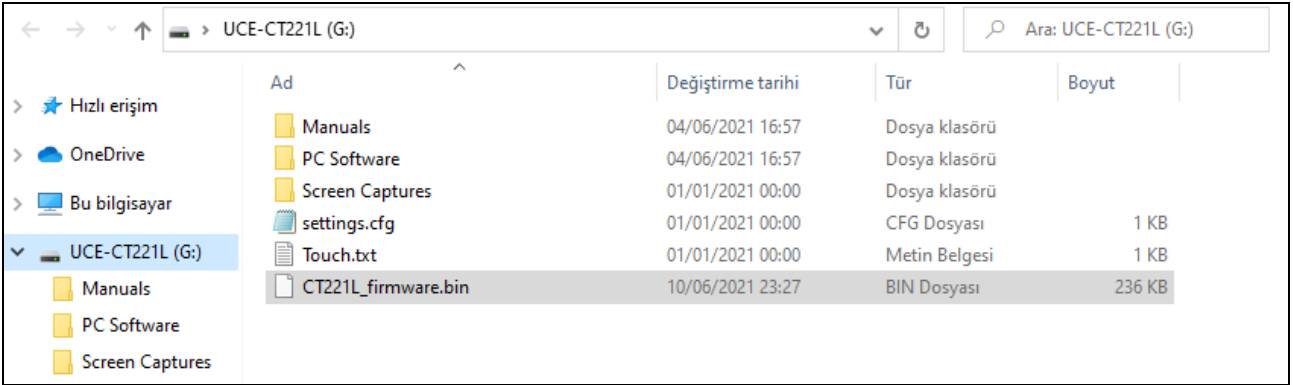 UCE-CT221L (G:)
Ara: UCE-CT221L (G:)
Hızlı erişim
OneDrive
Bu bilgisayar
UCE-CT221L (G:)
Manuals
PC Software
Screen Captures
Ad Değiştirme tarihi Tür Boyut
Manuals 04/06/2021 16:57 Dosya klasörü
PC Software 04/06/2021 16:57 Dosya klasörü
Screen Captures 01/01/2021 00:00 Dosya klasörü
settings.cfg 01/01/2021 00:00 CFG Dosyası 1 KB
Touch.txt 01/01/2021 00:00 Metin Belgesi 1 KB
CT221L_firmware.bin 10/06/2021 23:27 BIN Dosyası 236 KB